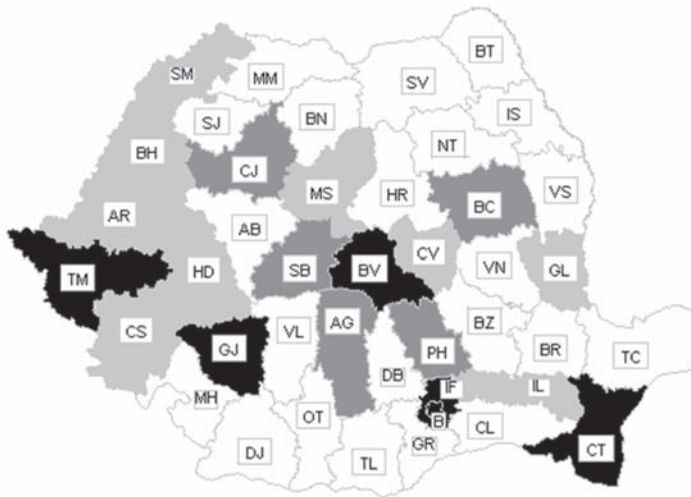 BT
SM
MM
SV
IS
SJ
BN
NT
BH
CJ
MS
HR
BC
VS
AR
AB
TM
HD
SB
BV
CV
VN
GL
CS
GJ
VL
AG
PH
BZ
BR
TC
MH
DB
IF
IL
OT
B
DJ
TL
GR
CL
CT